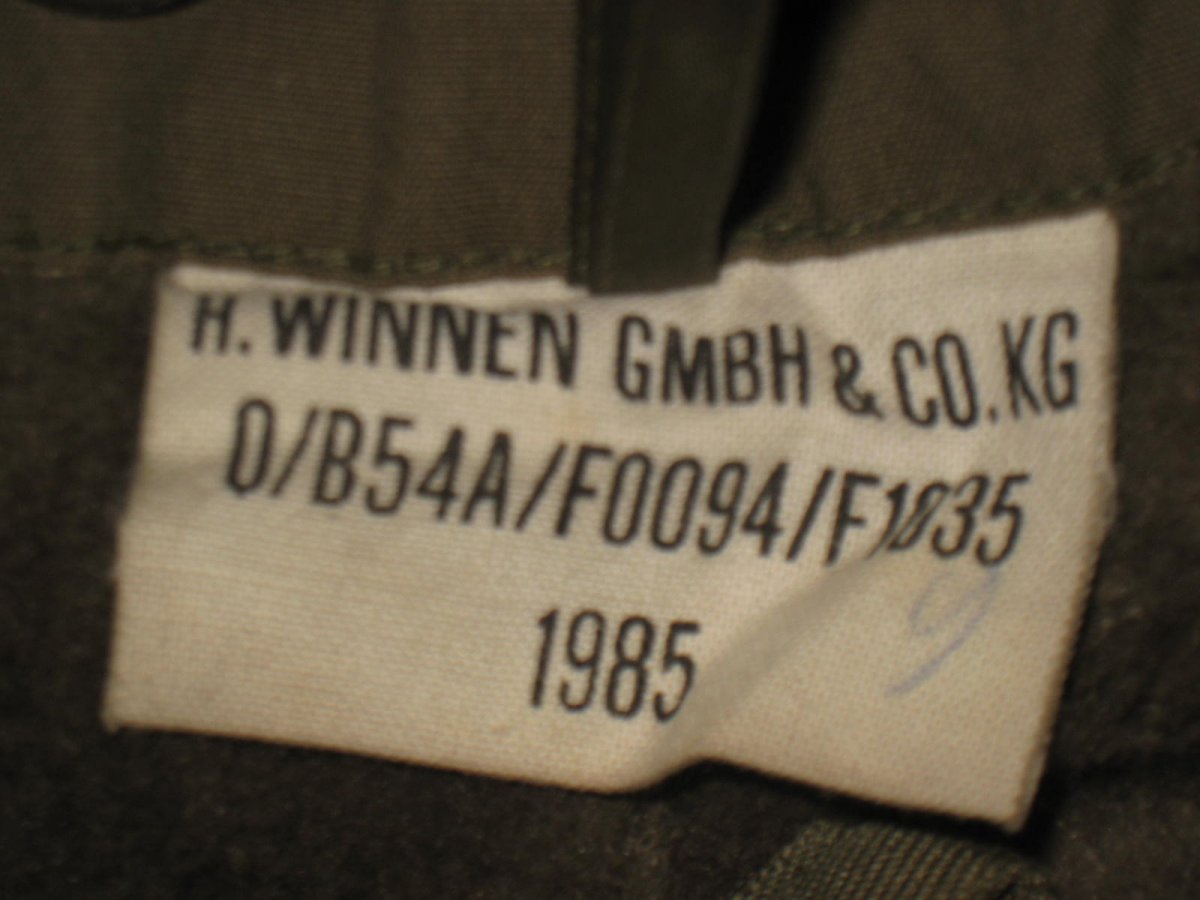 H. WINNEN GMBH & CO. KG
0/B54A/F0094/F1035
1985
9